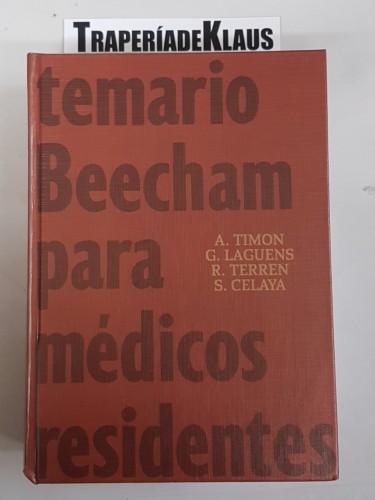 TRAPERÍADEKLAUS
temario
Beecham
para
médicos
residentes
A. TIMON
G. LAGUENS
R. TERREN
S. CELAYA